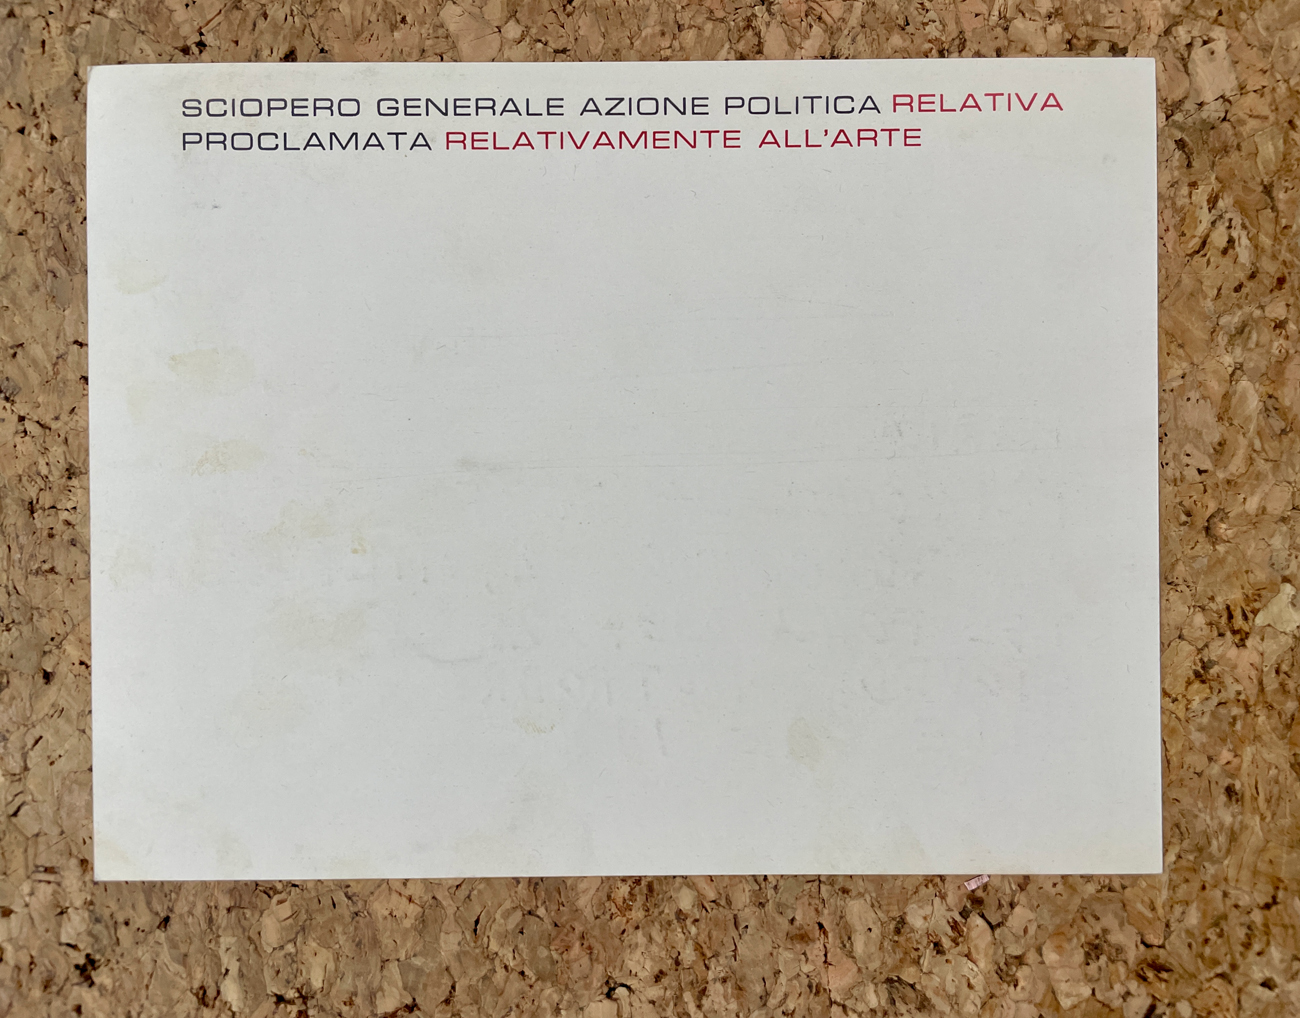 SCIOPERO GENERALE AZIONE POLITICA RELATIVA
PROCLAMATA RELATIVAMENTE ALL'ARTE